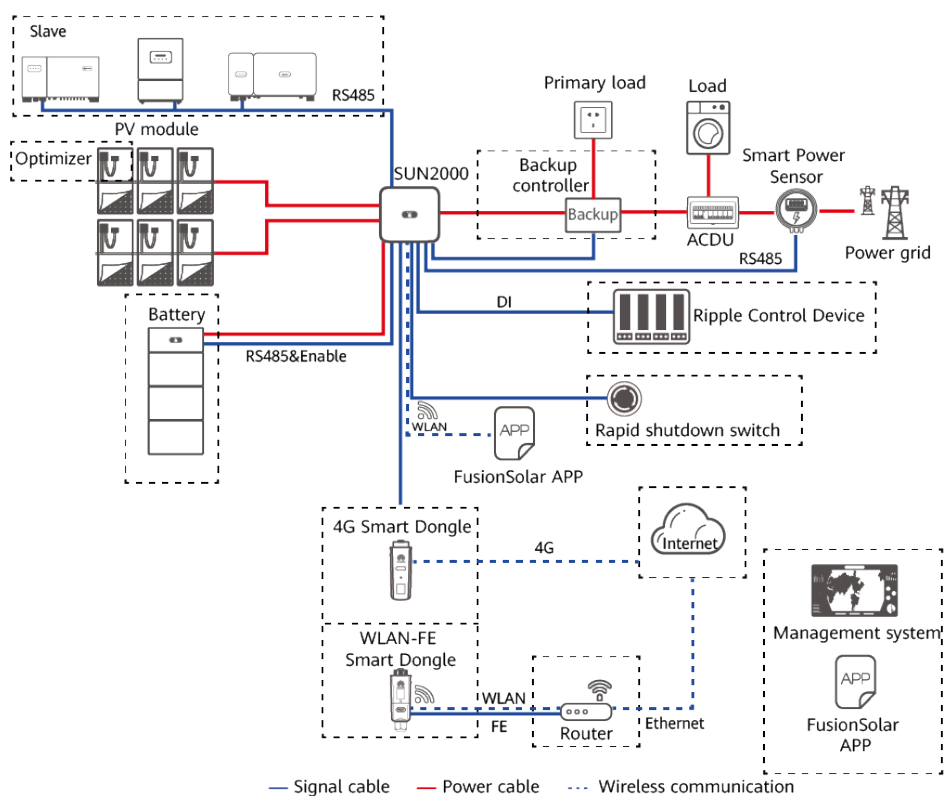 Slave
RS485
PV module
Optimizer
SUN2000
Primary load
Load
Backup
controller
Smart Power
Sensor
Backup
ACDU
RS485
Power grid
DI
Ripple Control Device
Battery
RS485&Enable
Rapid shutdown switch
WLAN
APP
FusionSolar APP
4G Smart Dongle
4G
Internet
WLAN-FE
Smart Dongle
WLAN
FE
Router
Ethernet
Management system
APP
FusionSolar
APP
Signal cable
Power cable
Wireless communication